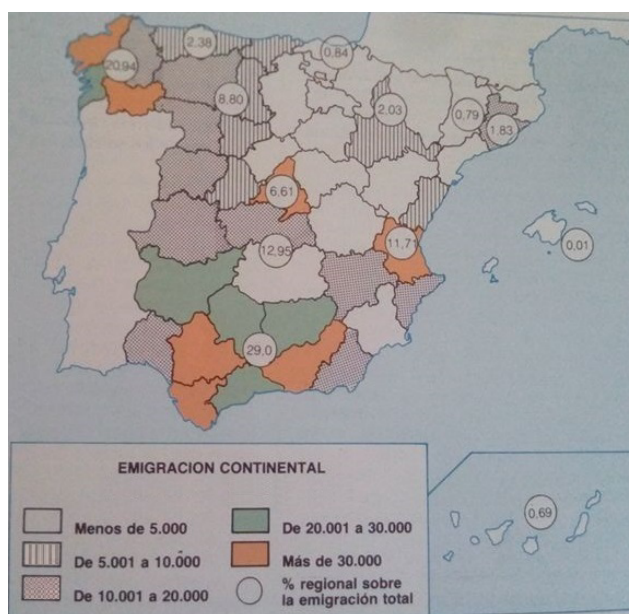 2,38
0,84
20,94
8,80
2,03
0,79
1,83
6,61
12,95
11,71
0,01
29,0
EMIGRACION CONTINENTAL
Menos de 5.000
De 5.001 a 10.000
De 10.001 a 20.000
De 20.001 a 30.000
Más de 30.000
% regional sobre
la emigración total
0,69